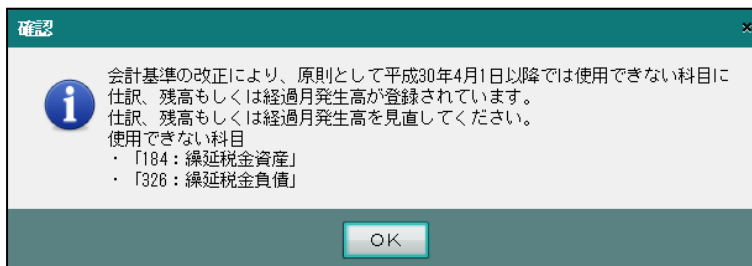 確認
×
会計基準の改正により、原則として平成30年4月1日以降では使用できない科目に
仕訳、残高もしくは経過月発生高が登録されています。
仕訳、残高もしくは経過月発生高を見直してください。
使用できない科目
・「184：繰延税金資産」
・「326：繰延税金負債」
OK